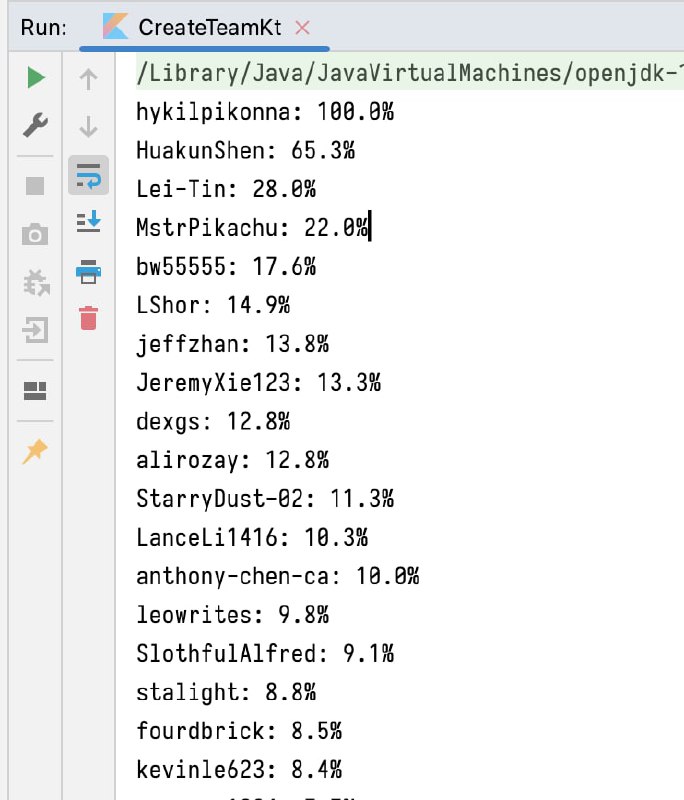 Run: CreateTeamKt
/Library/Java/JavaVirtualMachines/openjdk-
hykilpikonna: 100.0%
HuakunShen: 65.3%
Lei-Tin: 28.0%
MstrPikachu: 22.0%
bw55555: 17.6%
LShor: 14.9%
jeffzhan: 13.8%
JeremyXie123: 13.3%
dexgs: 12.8%
alirozay: 12.8%
StarryDust-02: 11.3%
LanceLi1416: 10.3%
anthony-chen-ca: 10.0%
leowrites: 9.8%
SlothfulAlfred: 9.1%
stalight: 8.8%
fourdbrick: 8.5%
kevinle623: 8.4%